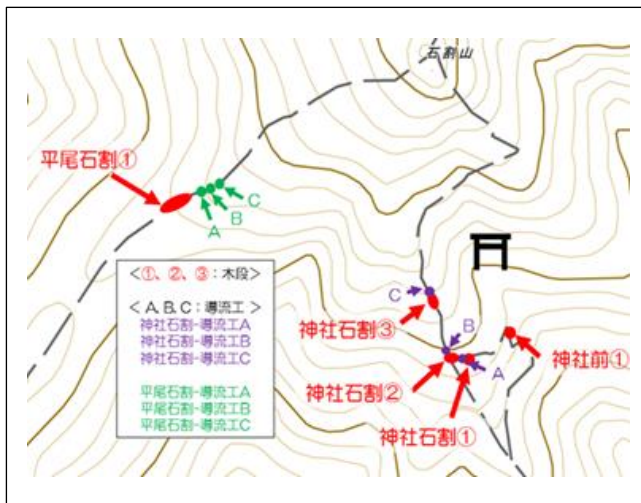 石割山
平尾石割①
C
B
A
<①、②、③:木段>
<A,B,C:導流工>
神社石割-導流工A
神社石割-導流工B
神社石割-導流工C
平尾石割-導流工A
平尾石割-導流工B
平尾石割-導流工C
C
神社石割③
B
神社前①
A
神社石割②
神社石割①